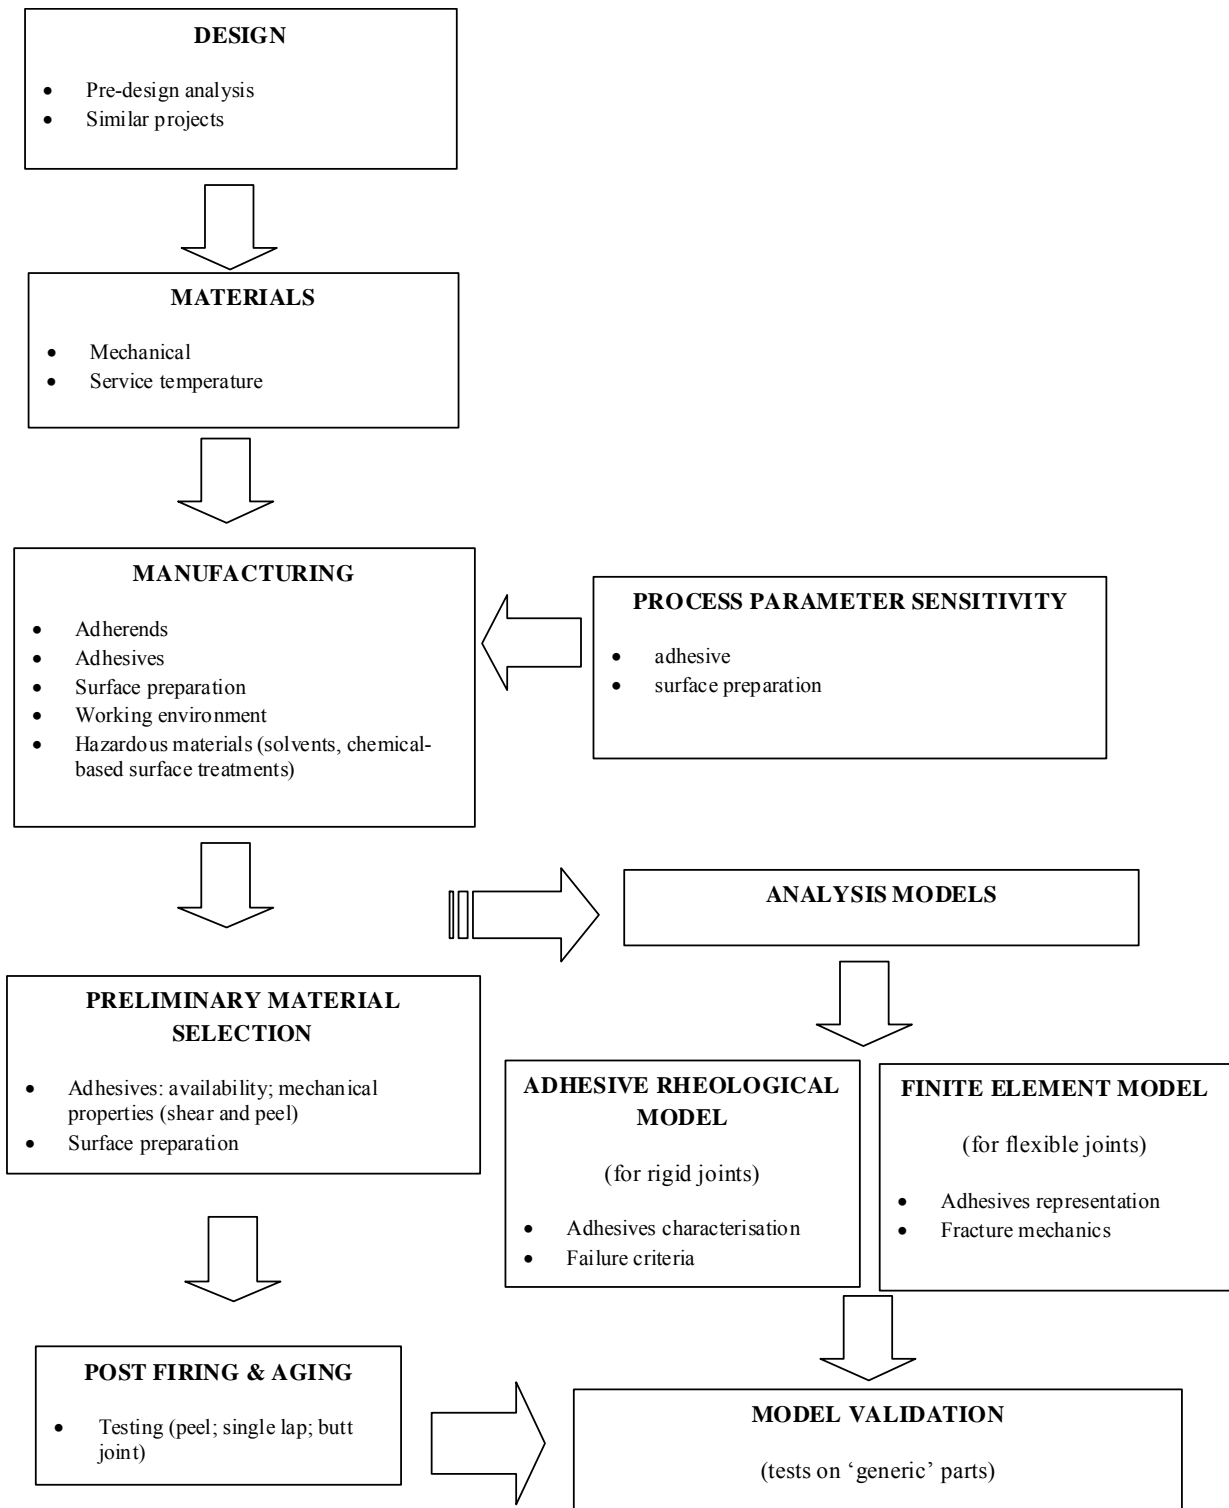 DESIGN
• Pre-design analysis
• Similar projects
MATERIALS
• Mechanical
• Service temperature
MANUFACTURING
• Adherends
• Adhesives
• Surface preparation
• Working environment
• Hazardous materials (solvents, chemical-
based surface treatments)
PROCESS PARAMETER SENSITIVITY
• adhesive
• surface preparation
ANALYSIS MODELS
PRELIMINARY MATERIAL
SELECTION
• Adhesives: availability; mechanical
properties (shear and peel)
• Surface preparation
ADHESIVE RHEOLOGICAL
MODEL
(for rigid joints)
• Adhesives characterisation
• Failure criteria
FINITE ELEMENT MODEL
(for flexible joints)
• Adhesives representation
• Fracture mechanics
POST FIRING & AGING
• Testing (peel; single lap; butt
joint)
MODEL VALIDATION
(tests on ‘generic’ parts)